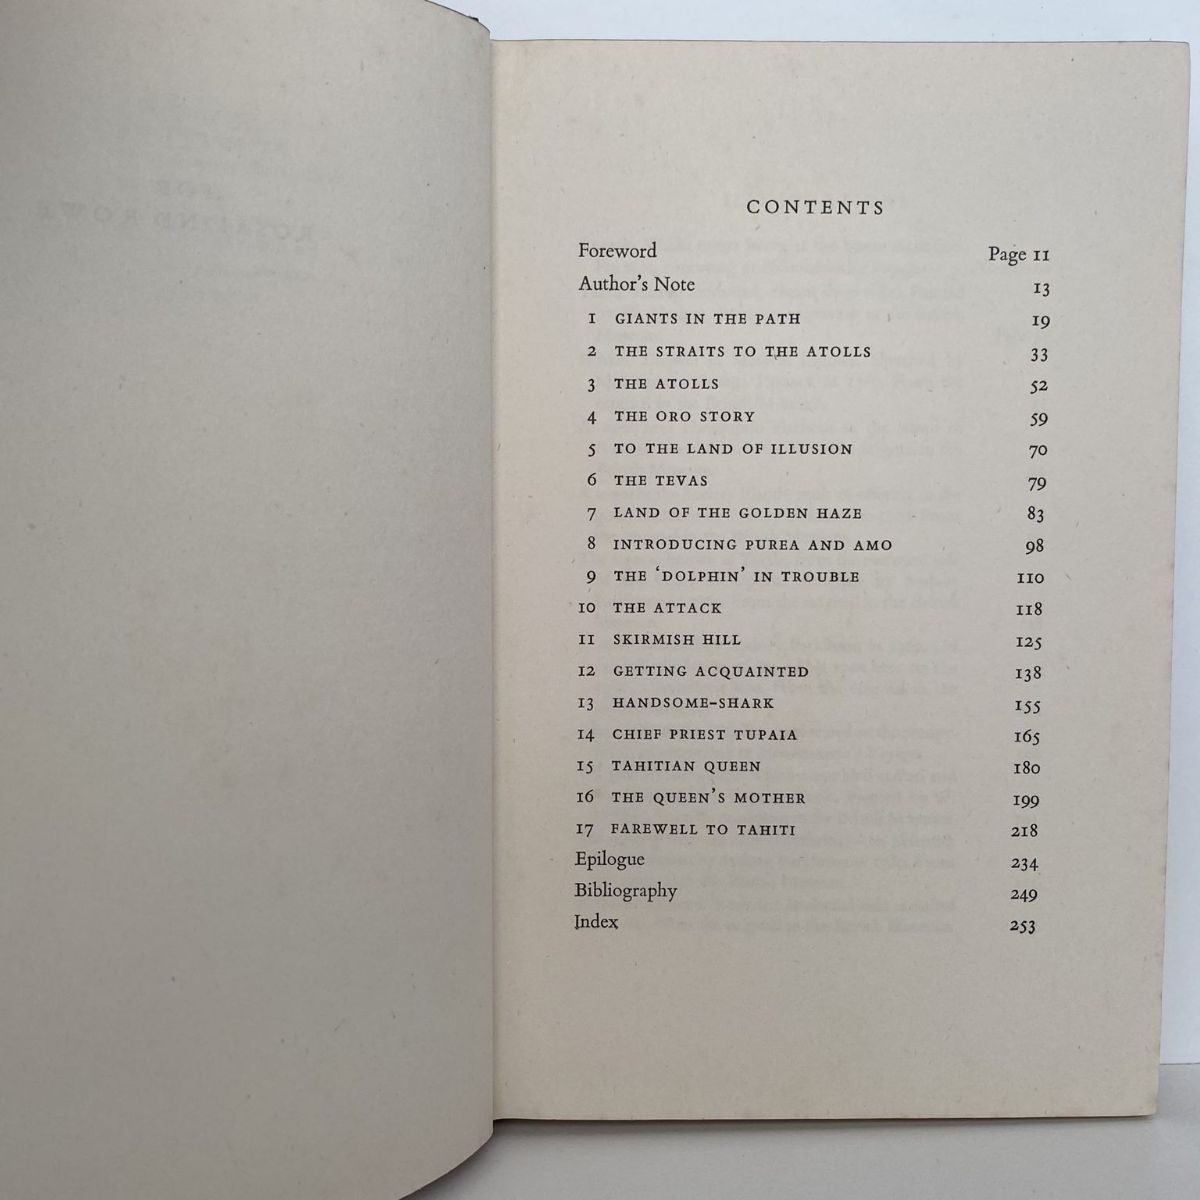 CONTENTS
Foreword Page 11
Author's Note 13
1 GIANTS IN THE PATH 19
2 THE STRAITS TO THE ATOLLS 33
3 THE ATOLLS 52
4 THE ORO STORY 59
5 TO THE LAND OF ILLUSION 70
6 THE TEVAS 79
7 LAND OF THE GOLDEN HAZE 83
8 INTRODUCING PUREA AND AMO 98
9 THE 'DOLPHIN' IN TROUBLE 110
10 THE ATTACK 118
11 SKIRMISH HILL 125
12 GETTING ACQUAINTED 138
13 HANDSOME-SHARK 155
14 CHIEF PRIEST TUPAIA 165
15 TAHITIAN QUEEN 180
16 THE QUEEN'S MOTHER 199
17 FAREWELL TO TAHITI 218
Epilogue 234
Bibliography 249
Index 253